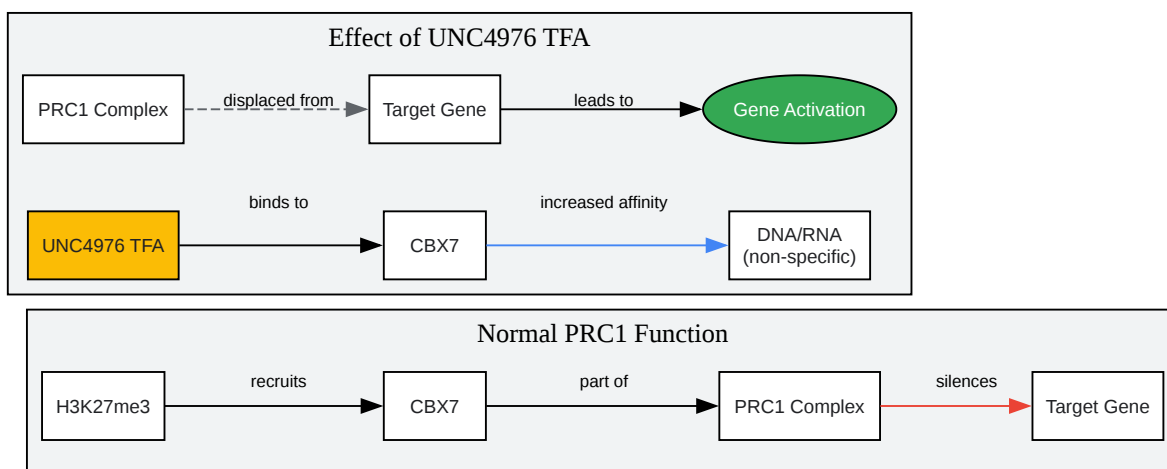 Effect of UNC4976 TFA
PRC1 Complex
displaced from
Target Gene
leads to
Gene Activation
UNC4976 TFA
binds to
CBX7
increased affinity
DNA/RNA
(non-specific)
Normal PRC1 Function
H3K27me3
recruits
CBX7
part of
PRC1 Complex
silences
Target Gene